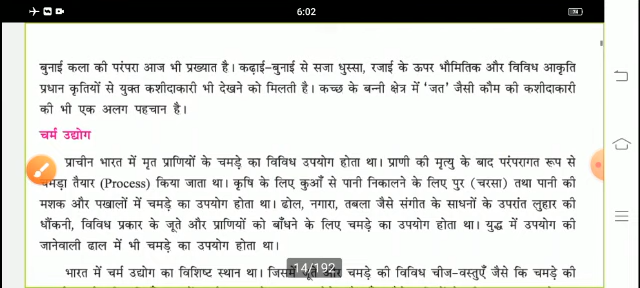 6:02
बुनाई कला की परंपरा आज भी प्रख्यात है। कढ़ाई-बुनाई से सजा धुस्सा, रजाई के ऊपर भौमितिक और विविध आकृति
प्रधान कृतियों से युक्त कशीदाकारी भी देखने को मिलती है। कच्छ के बन्नी क्षेत्र में ‘जत’ जैसी कौम की कशीदाकारी
की भी एक अलग पहचान है।
चर्म उद्योग
प्राचीन भारत में मृत प्राणियों के चमड़े का विविध उपयोग होता था। प्राणी की मृत्यु के बाद परंपरागत रूप से
चमड़ा तैयार (Process) किया जाता था। कृषि के लिए कुओँ से पानी निकालने के लिए पुर (चरसा) तथा पानी की
मशक और पखालों में चमड़े का उपयोग होता था। ढोल, नगारा, तबला जैसे संगीत के साधनों के उपरांत लुहार की
धौंकनी, विविध प्रकार के जूते और प्राणियों को बाँधने के लिए चमड़े का उपयोग होता था। युद्ध में उपयोग की
जानेवाली ढाल में भी चमड़े का उपयोग होता था।
14/192
भारत में चर्म उद्योग का विशिष्ट स्थान था। जिसमें जूते और चमड़े की विविध चीज-वस्तुएँ जैसे कि चमड़े की